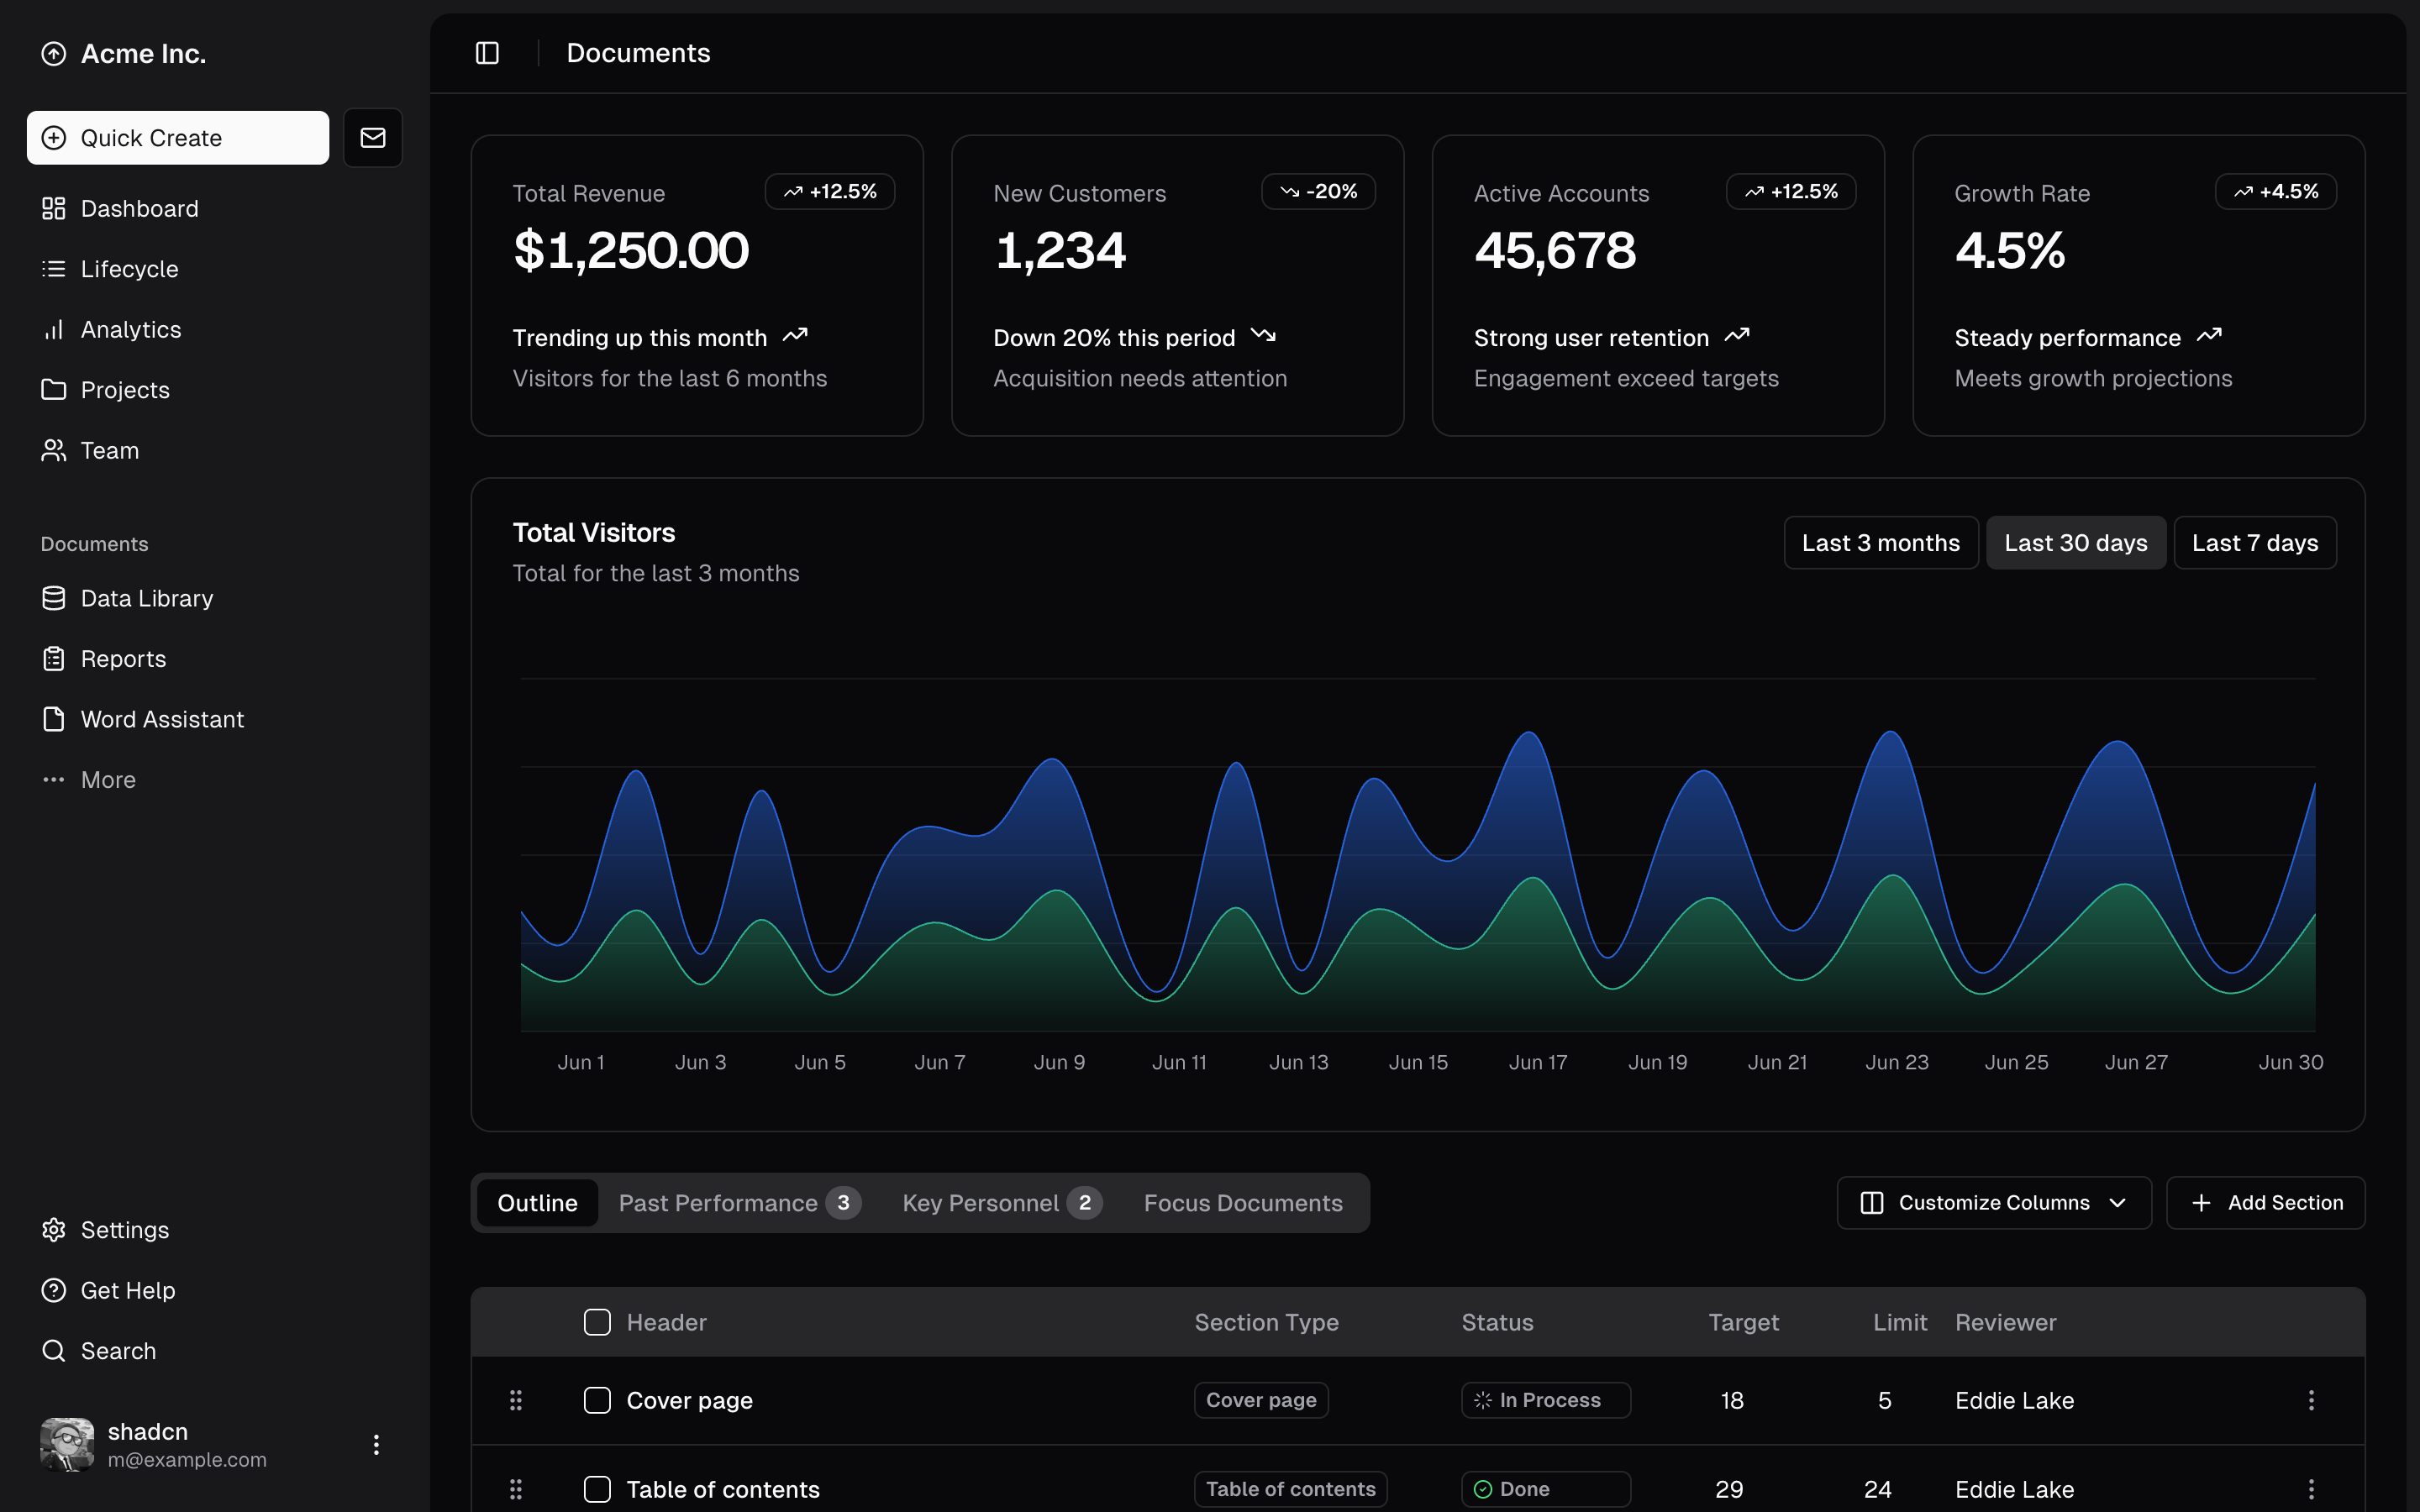 Acme Inc.
Quick Create
Dashboard
Lifecycle
Analytics
Projects
Team
Documents
Data Library
Reports
Word Assistant
More
Settings
Get Help
Search
shadcn
m@example.com
Documents
Total Revenue
+12.5%
$1,250.00
Trending up this month
Visitors for the last 6 months
New Customers
-20%
1,234
Down 20% this period
Acquisition needs attention
Active Accounts
+12.5%
45,678
Strong user retention
Engagement exceed targets
Growth Rate
+4.5%
4.5%
Steady performance
Meets growth projections
Total Visitors
Total for the last 3 months
Last 3 months Last 30 days Last 7 days
Jun 1 Jun 3 Jun 5 Jun 7 Jun 9 Jun 11 Jun 13 Jun 15 Jun 17 Jun 19 Jun 21 Jun 23 Jun 25 Jun 27 Jun 30
Outline Past Performance 3 Key Personnel 2 Focus Documents
Customize Columns Add Section
Header Section Type Status Target Limit Reviewer
Cover page Cover page In Process 18 5 Eddie Lake
Table of contents Table of contents Done 29 24 Eddie Lake